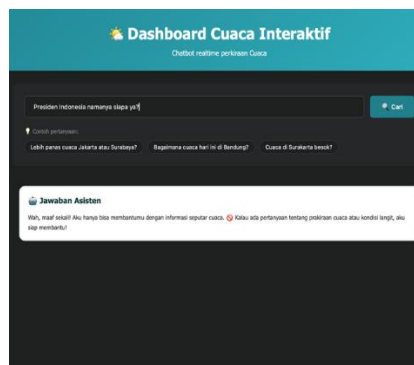 Dashboard Cuaca Interaktif
Chatbot realtime perkiraan Cuaca
Presiden Indonesia namanya siapa ya?
Cari
Contoh pertanyaan:
Lebih panas cuaca Jakarta atau Surabaya?
Bagaimana cuaca hari ini di Bandung?
Cuaca di Surakarta besok?
Jawaban Asisten
Wah, maaf sekali! Aku hanya bisa membantumu dengan informasi seputar cuaca. 🚫 Kalau ada pertanyaan tentang prakiraan cuaca atau kondisi langit, aku
siap membantu!